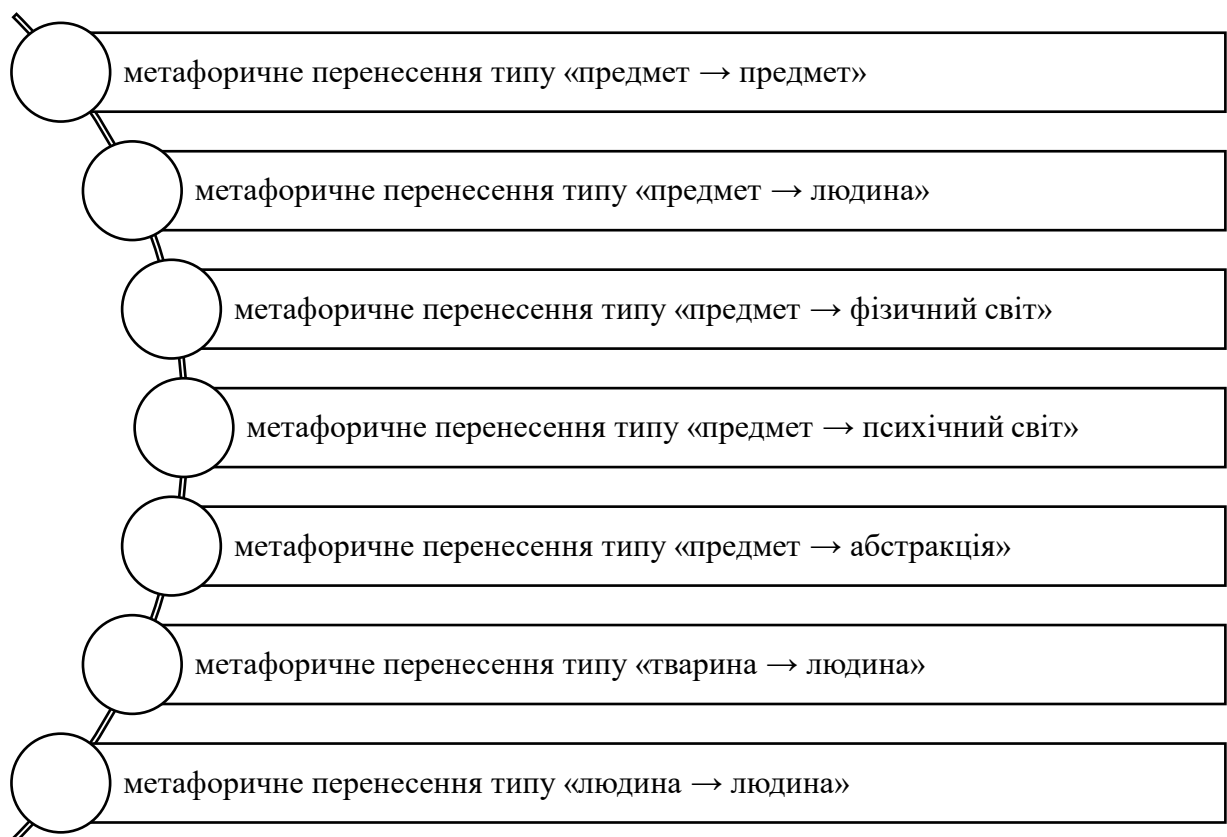 метафоричне перенесення типу «предмет → предмет»
метафоричне перенесення типу «предмет → людина»
метафоричне перенесення типу «предмет → фізичний світ»
метафоричне перенесення типу «предмет → психічний світ»
метафоричне перенесення типу «предмет → абстракція»
метафоричне перенесення типу «тварина → людина»
метафоричне перенесення типу «людина → людина»